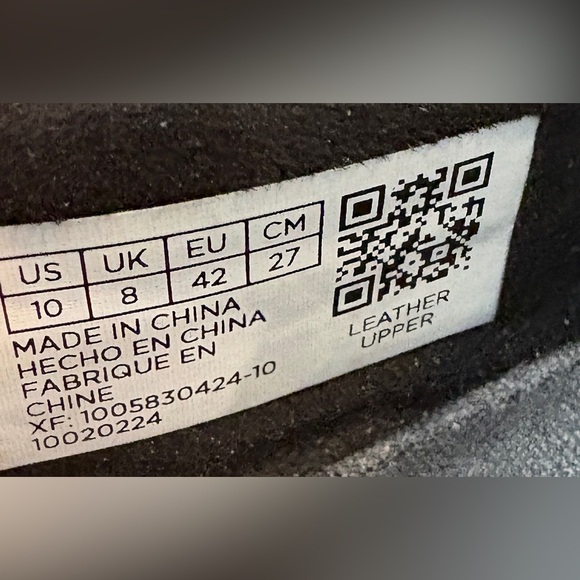 US UK EU CM
10 8 42 27
MADE IN CHINA
HECHO EN CHINA
FABRIQUE EN
CHINE
XF: 1005830424-10
10020224
LEATHER
UPPER